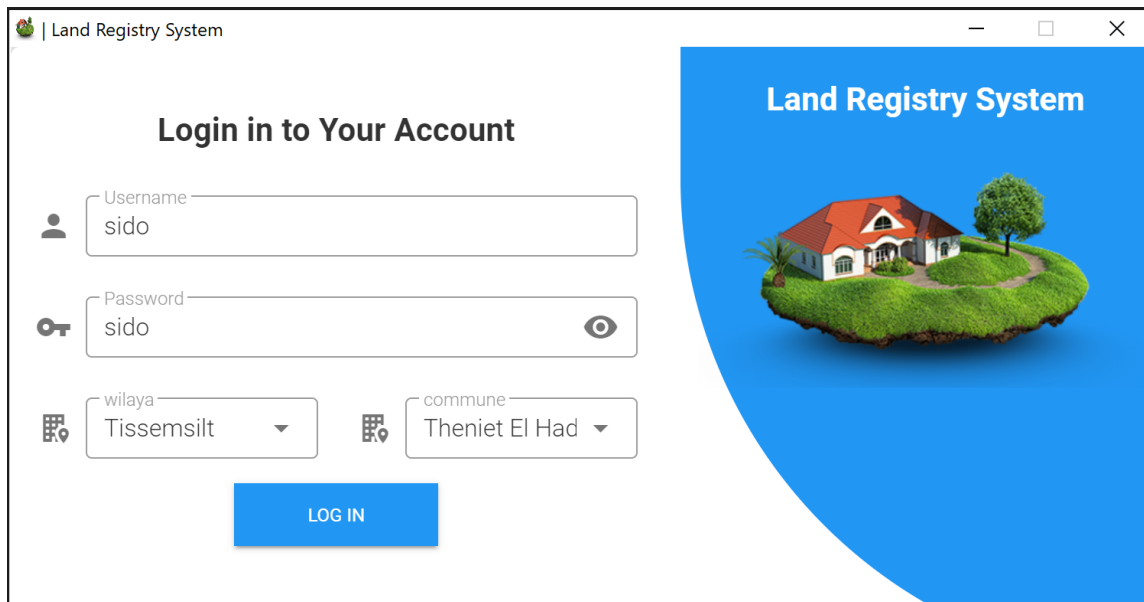 | Land Registry System
Land Registry System
Login in to Your Account
Username
sido
Password
sido
wilaya
Tissemsilt
commune
Theniet El Had
LOG IN